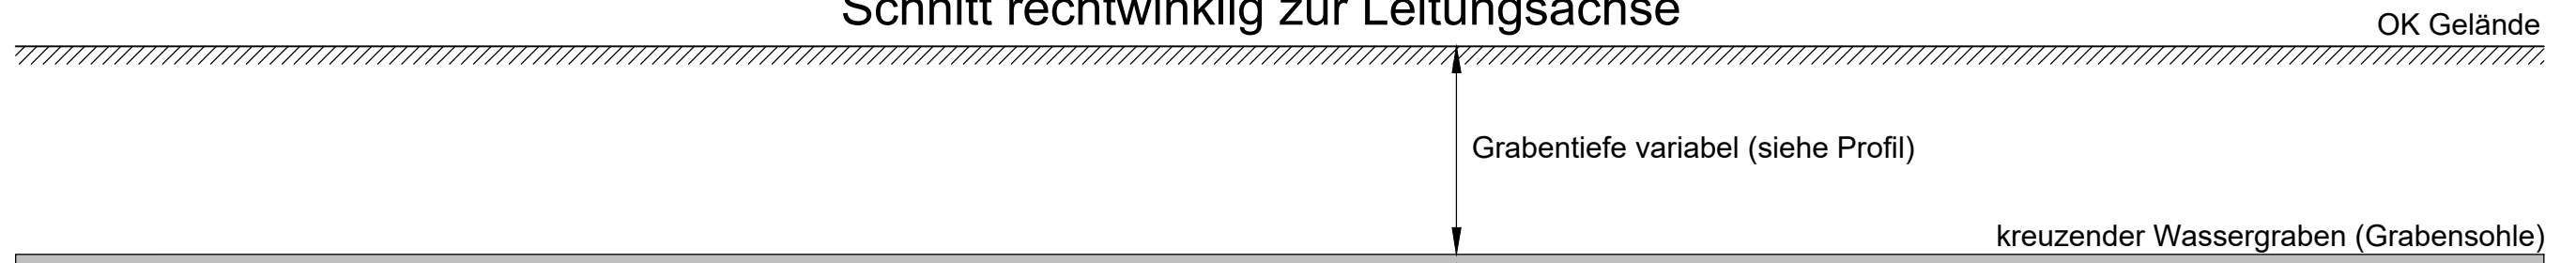 Schnitt rechtwinklig zur Leitungsachse
OK Gelände
Grabentiefe variabel (siehe Profil)
kreuzender Wassergraben (Grabensohle)